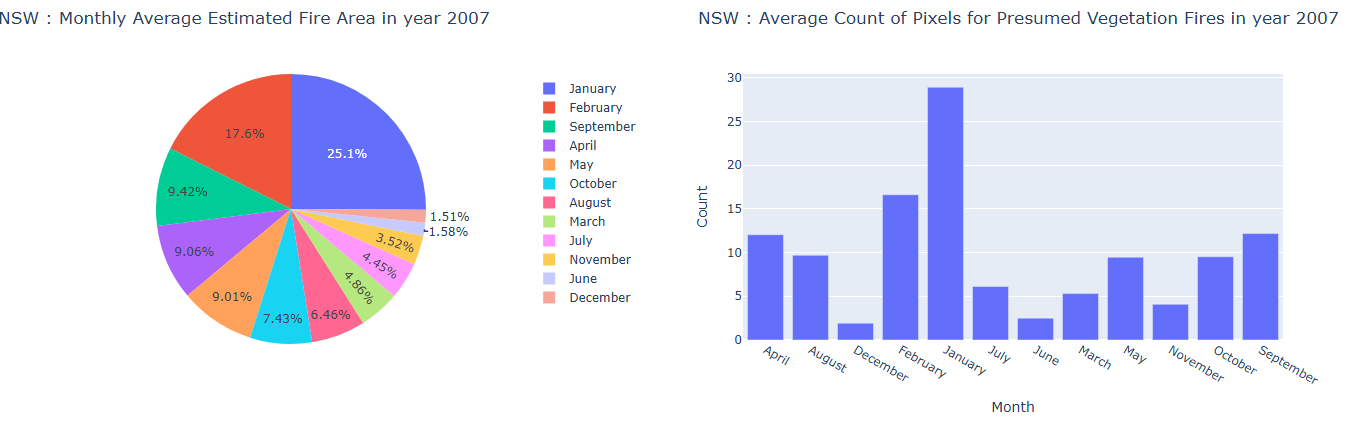 NSW : Monthly Average Estimated Fire Area in year 2007
25.1%
17.6%
9.42%
9.06%
9.01%
7.43%
6.46%
4.86%
4.45%
3.52%
1.58%
1.51%
January
February
September
April
May
October
August
March
July
November
June
December
NSW : Average Count of Pixels for Presumed Vegetation Fires in year 2007
Count
30
25
20
15
10
5
0
April
August
December
February
January
July
June
March
May
November
October
September
Month